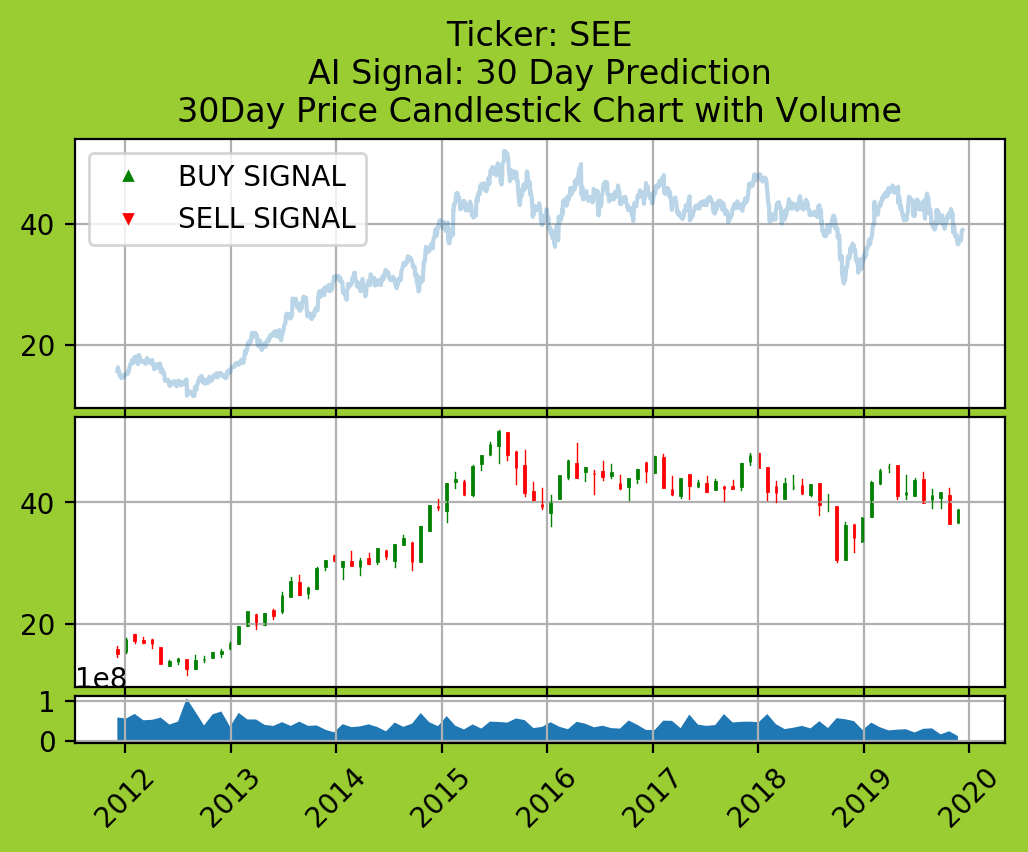 Ticker: SEE
AI Signal: 30 Day Prediction
30Day Price Candlestick Chart with Volume
BUY SIGNAL
SELL SIGNAL
40
20
40
20
1e8
1
0
2012 2013 2014 2015 2016 2017 2018 2019 2020